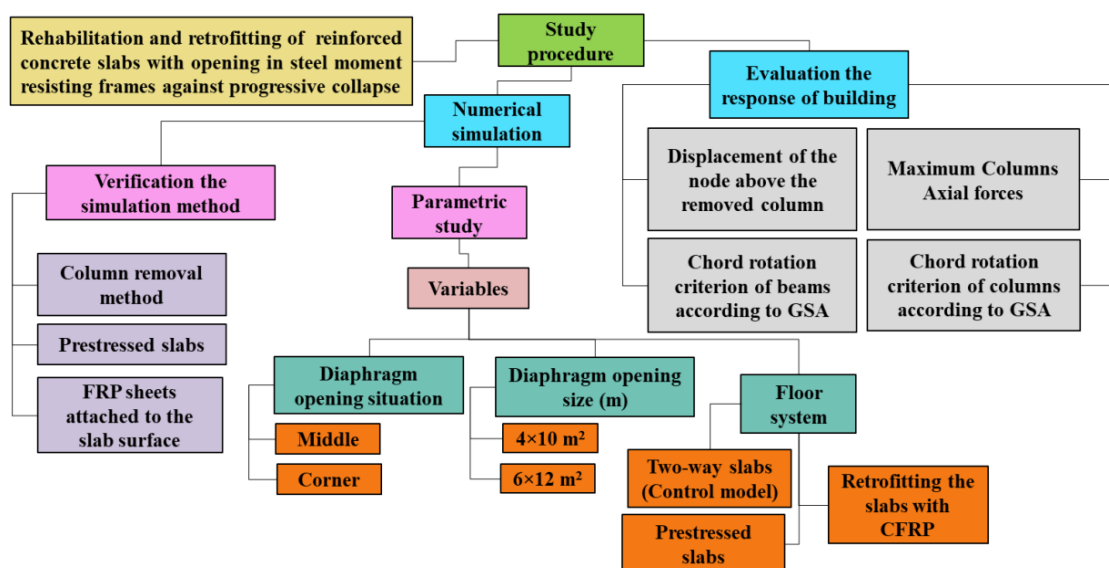 Rehabilitation and retrofitting of reinforced
concrete slabs with opening in steel moment
resisting frames against progressive collapse
Study
procedure
Evaluation the
response of building
Numerical
simulation
Verification the
simulation method
Parametric
study
Displacement of the
node above the
removed column
Maximum Columns
Axial forces
Chord rotation
criterion of beams
according to GSA
Chord rotation
criterion of columns
according to GSA
Column removal
method
Prestressed slabs
FRP sheets
attached to the
slab surface
Variables
Diaphragm
opening situation
Middle
Corner
Diaphragm opening
size (m)
4×10 m²
6×12 m²
Floor
system
Two-way slabs
(Control model)
Prestressed
slabs
Retrofitting the
slabs with
CFRP